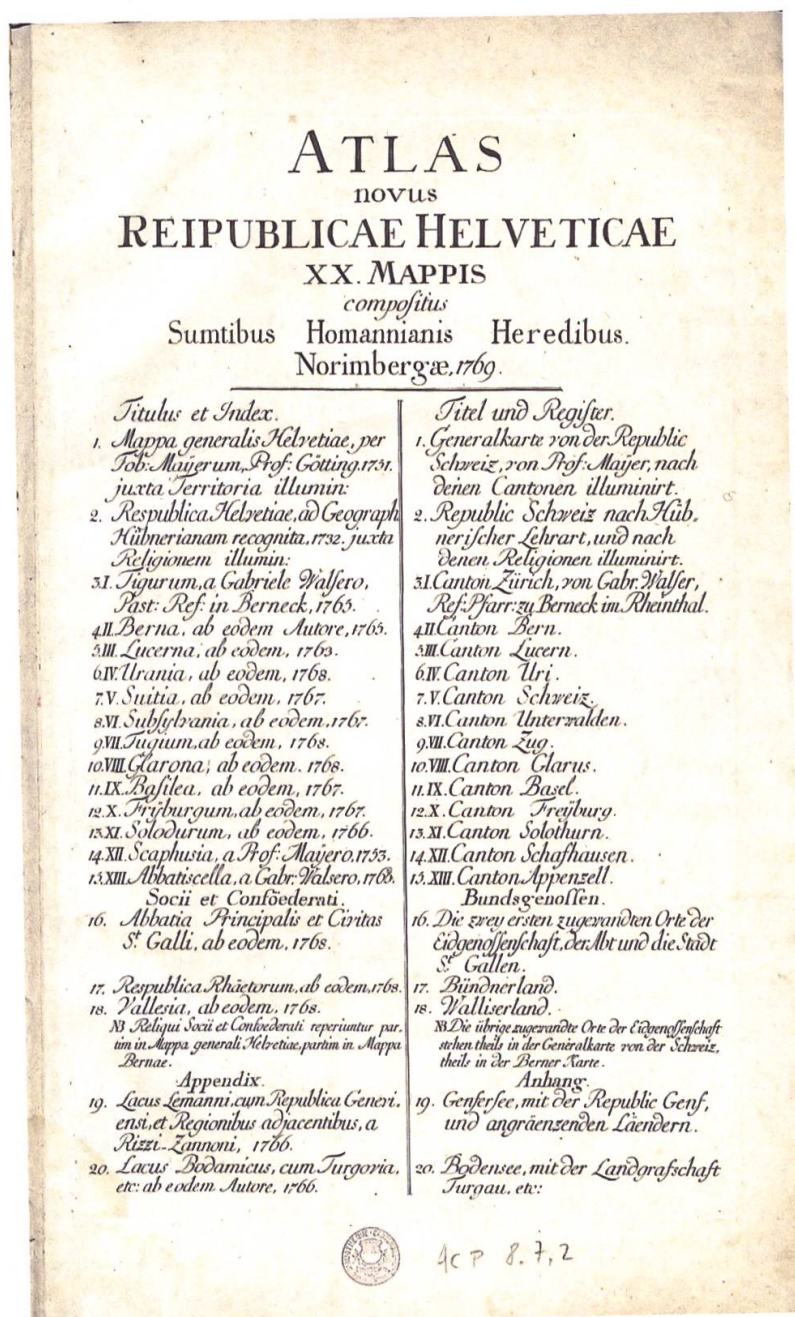 ATLAS
novus
REIPUBLICAE HELVETICAE
XX. MAPPIS
compoſitus
Sumtibus Homannianis Heredibus.
Norimbergæ, 1769.
Titulus et Index.
1. Mappa generalis Helvetiae, per
Tob: Maÿerum, Prof: Götting. 1751.
juxta Territoria illumin:
2. Respublica Helvetiae, ad Geograph
Hübnerianam recognita, 1732. juxta
Religionem illumin:
3.I. Tigurum, a Gabriele Walſero,
Past: Ref: in Berneck, 1765.
4.II. Berna, ab eodem Autore, 1765.
5.III. Lucerna, ab eodem, 1763.
6.IV. Urania, ab eodem, 1768.
7.V. Suitia, ab eodem, 1767.
8.VI. Subſylvania, ab eodem, 1767.
9.VII. Tugium, ab eodem, 1768.
10.VIII. Glarona, ab eodem. 1768.
11.IX. Baſilea, ab eodem, 1767.
12.X. Frÿburgum, ab eodem, 1767.
13.XI. Solodurum, ab eodem, 1766.
14.XII. Scaphusia, a Prof: Maÿero, 1753.
15.XIII. Abbatiscella, a Gabr: Walsero, 1768.
Socii et Conföederati.
16. Abbatia Principalis et Civitas
St. Galli, ab eodem, 1768.
17. Respublica Rhäetorum, ab eodem, 1768.
18. Vallesia, ab eodem, 1768.
NB Reliqui Socii et Confoederati reperiuntur par,
tim in Mappa generali Helvetiae, partim in Mappa
Bernae.
Appendix.
19. Lacus Lemanni, cum Republica Genevi,
ensi, et Regionibus adjacentibus, a
Rizzi-Zannoni, 1766.
20. Lacus Bodamicus, cum Turgovia,
etc: ab eodem Autore, 1766.
Titel und Regiſter.
1. Generalkarte von der Republic
Schweiz, von Prof: Maÿer, nach
denen Cantonen illuminirt.
2. Republic Schweiz nach Hüb,
neriſcher Lehrart, und nach
denen Religionen illuminirt.
3.I. Canton Zürich, von Gabr: Walſer,
Ref: Pfarr: zu Berneck im Rheinthal.
4.II. Canton Bern.
5.III. Canton Lucern.
6.IV. Canton Uri.
7.V. Canton Schweiz.
8.VI. Canton Unterwalden.
9.VII. Canton Zug.
10.VIII. Canton Glarus.
11.IX. Canton Basel.
12.X. Canton Freÿburg.
13.XI. Canton Solothurn.
14.XII. Canton Schafhausen.
15.XIII. Canton Appenzell.
Bundsgenoſſen.
16. Die zwey ersten zugewandten Orte der
Eidgenoſſenſchaft, der Abt und die Stadt
St. Gallen.
17. Bündnerland.
18. Walliserland.
NB. Die übrige zugewandte Orte der Eidgenoſſenſchaft
stehen theils in der Generalkarte von der Schweiz,
theils in der Berner Karte.
Anhang.
19. Genfersee, mit der Republic Genf,
und angräenzenden Läendern.
20. Bodensee, mit der Landgrafschaft
Turgau, etc:
4c P 8.7,2